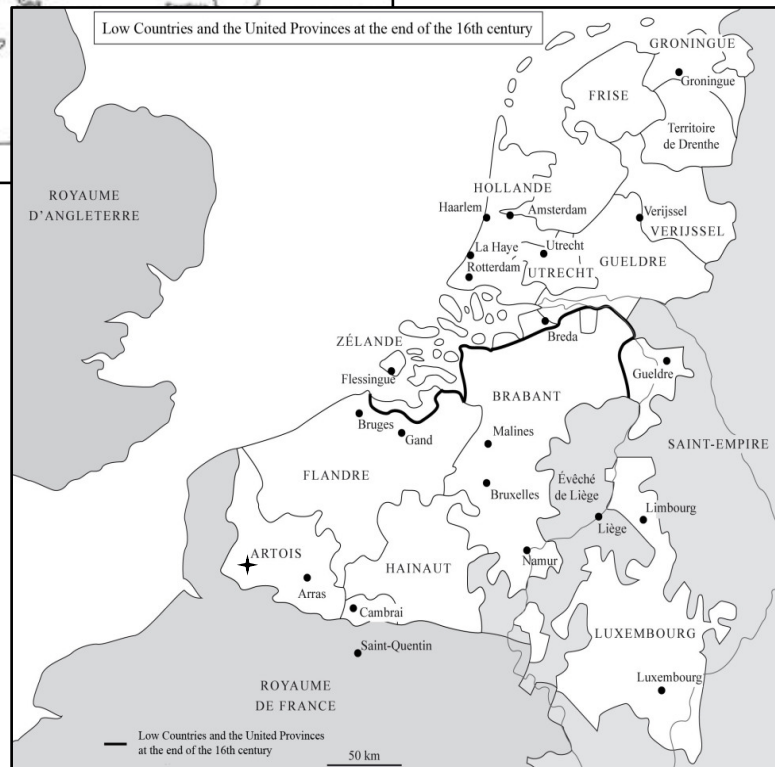 Low Countries and the United Provinces at the end of the 16th century
GRONINGUE
Groningue
FRISE
Territoire
de Drenthe
ROYAUME
D'ANGLETERRE
HOLLANDE
Haarlem
Amsterdam
Verijssel
VERIJSSEL
La Haye
Utrecht
Rotterdam
UTRECHT
GUELDRE
Breda
ZÉLANDE
Flessingue
Gueldre
BRABANT
Bruges
Gand
Malines
SAINT-EMPIRE
FLANDRE
Bruxelles
Évêché
de Liège
Limbourg
Liège
ARTOIS
HAINAUT
Namur
Arras
Cambrai
LUXEMBOURG
Saint-Quentin
Luxembourg
ROYAUME
DE FRANCE
Low Countries and the United Provinces
at the end of the 16th century
50 km